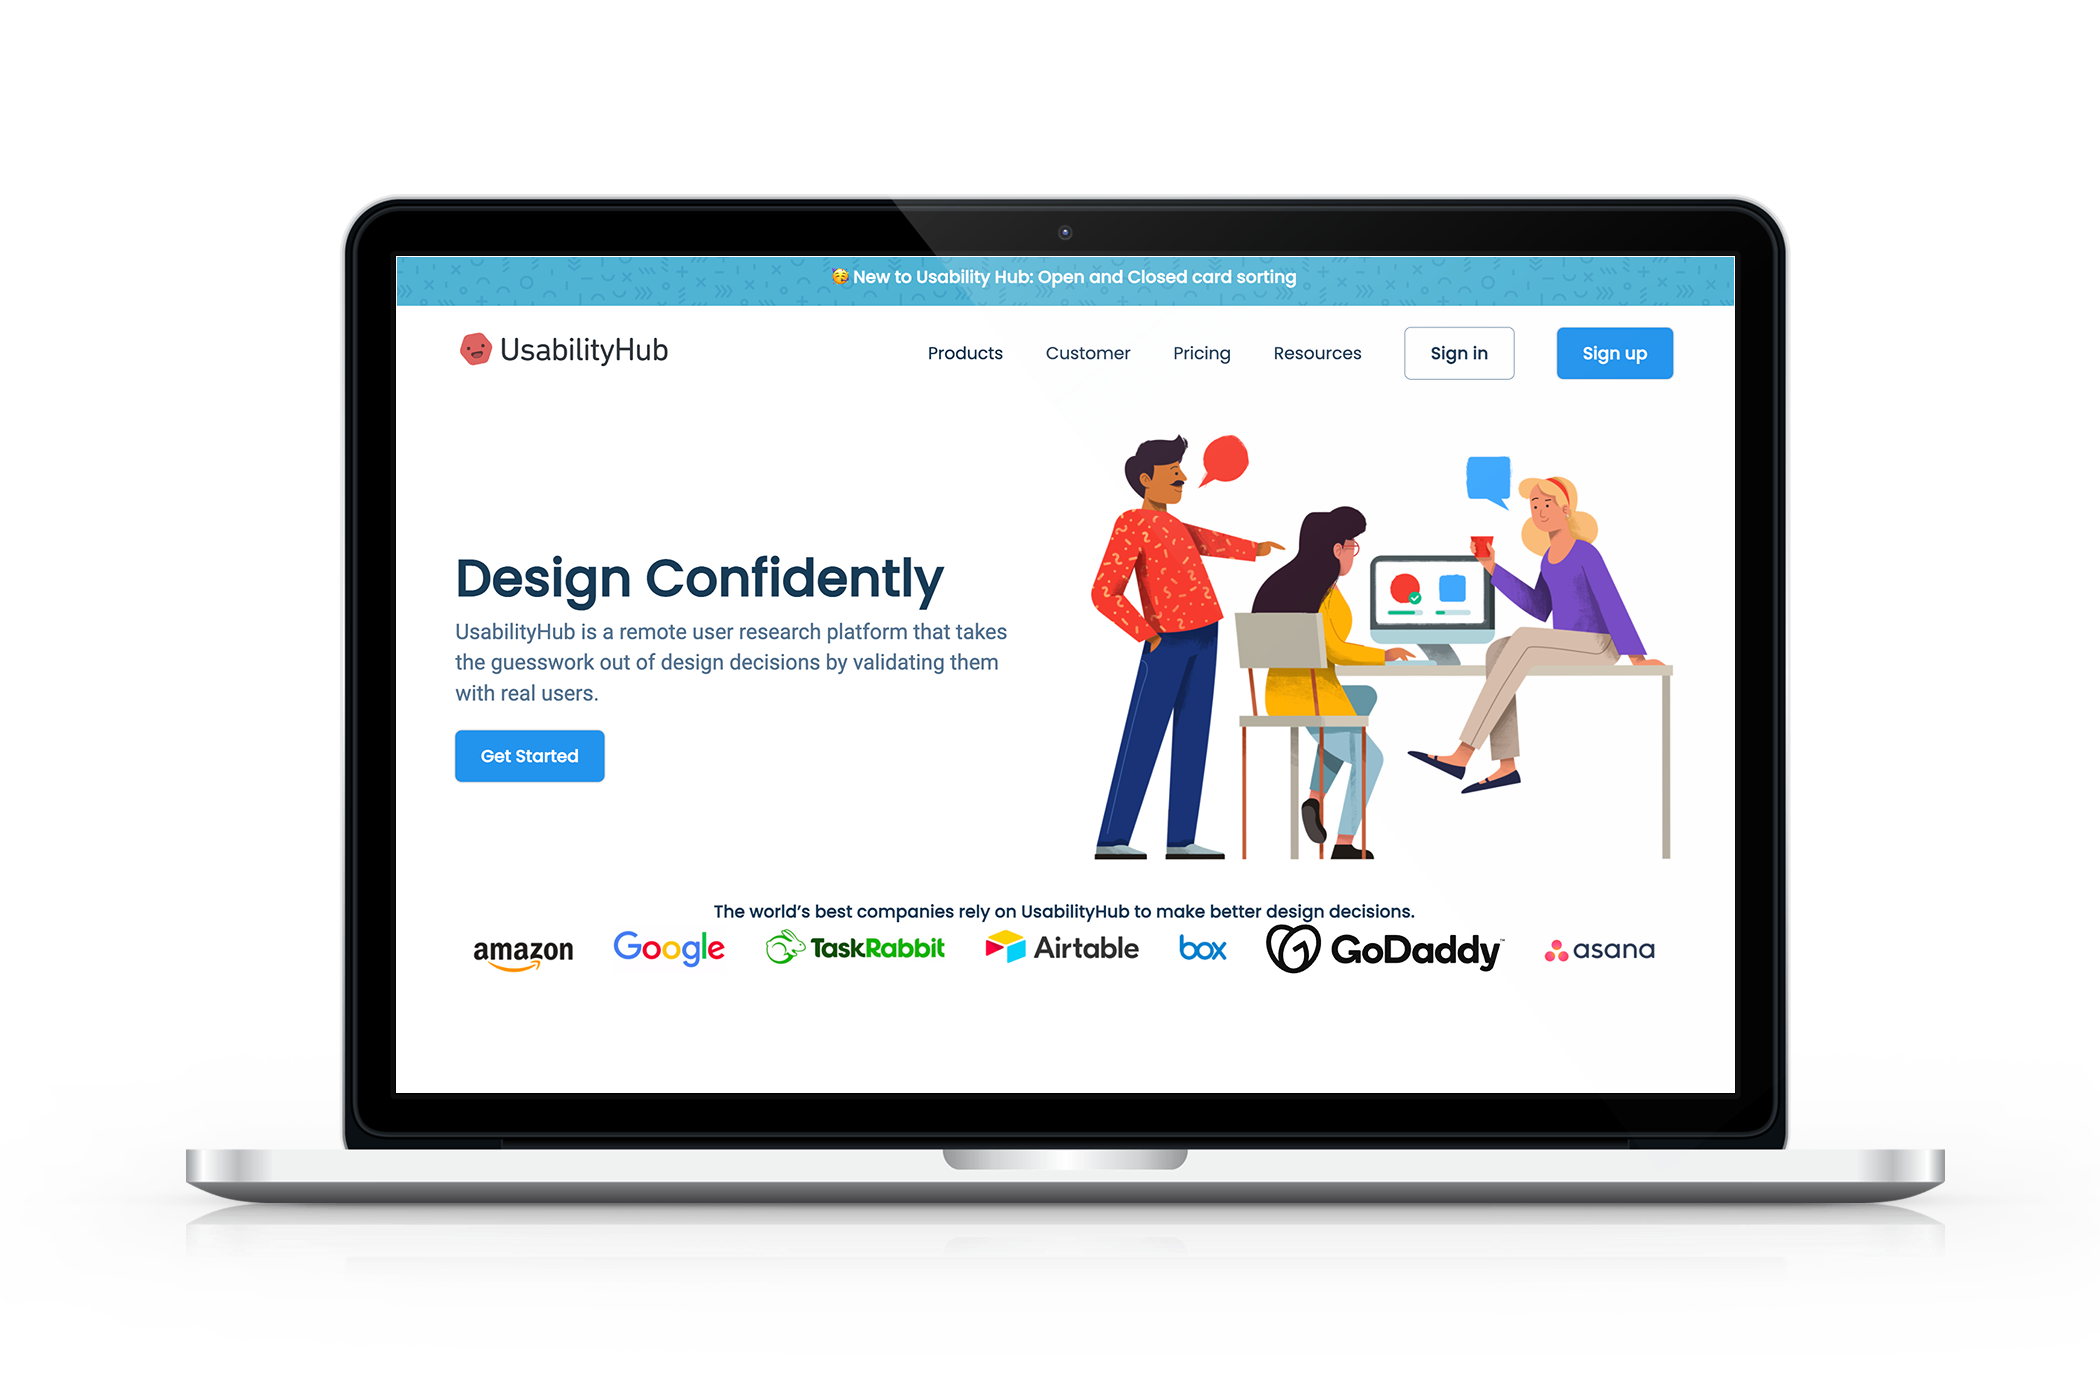 🥳 New to Usability Hub: Open and Closed card sorting
UsabilityHub
Products Customer Pricing Resources Sign in Sign up
Design Confidently
UsabilityHub is a remote user research platform that takes
the guesswork out of design decisions by validating them
with real users.
Get Started
The world's best companies rely on UsabilityHub to make better design decisions.
amazon Google TaskRabbit Airtable box GoDaddy™ asana